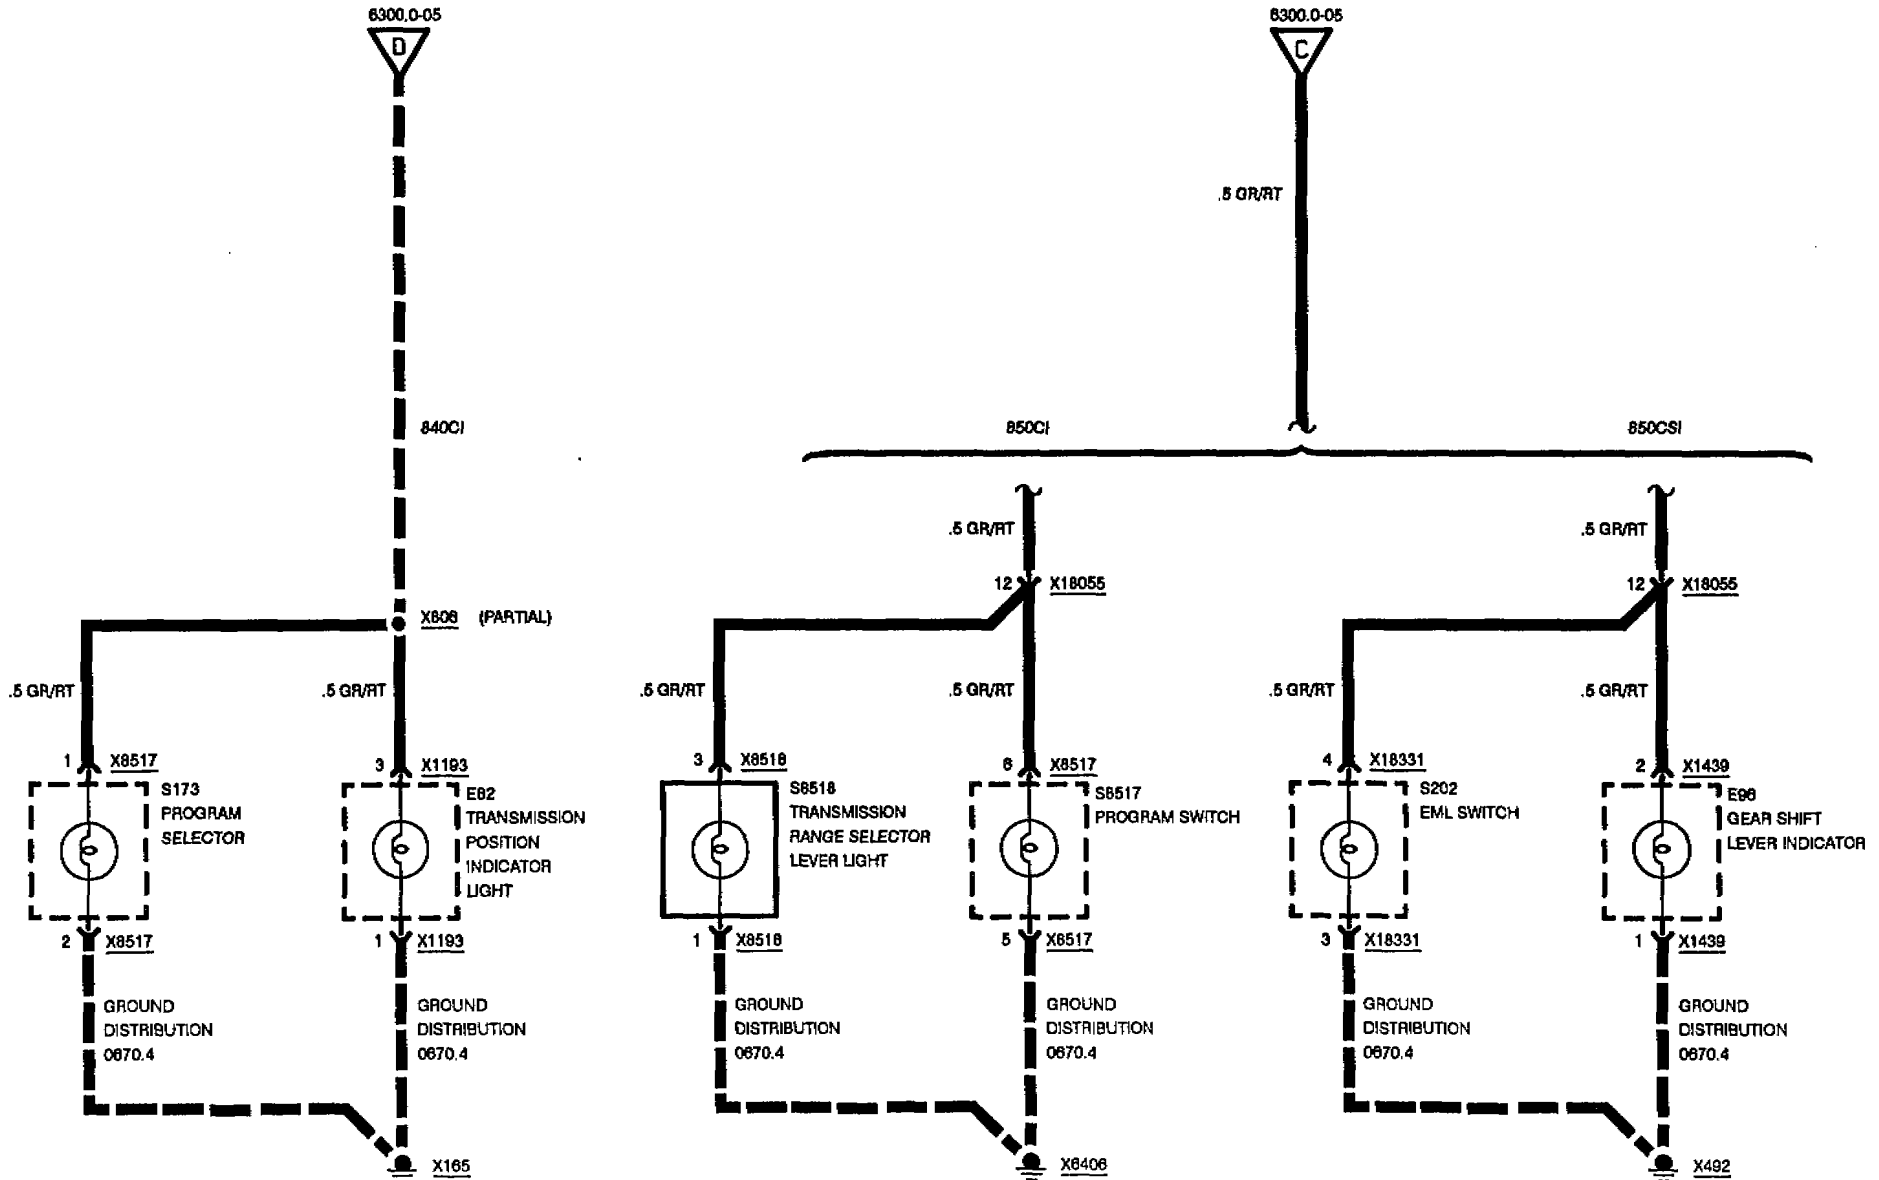 6300.0-05
D
6300.0-05
C
.5 GR/RT
840CI
850CI
850CSI
.5 GR/RT
.5 GR/RT
12 X18055
12 X18055
X606 (PARTIAL)
.5 GR/RT
.5 GR/RT
.5 GR/RT
.5 GR/RT
.5 GR/RT
.5 GR/RT
1 X8517
3 X1193
3 X8518
6 X8517
4 X18331
2 X1439
S173
PROGRAM
SELECTOR
E82
TRANSMISSION
POSITION
INDICATOR
LIGHT
S8518
TRANSMISSION
RANGE SELECTOR
LEVER LIGHT
S8517
PROGRAM SWITCH
S202
EML SWITCH
E96
GEAR SHIFT
LEVER INDICATOR
2 X8517
1 X1193
1 X8518
5 X8517
3 X18331
1 X1439
GROUND
DISTRIBUTION
0670.4
GROUND
DISTRIBUTION
0670.4
GROUND
DISTRIBUTION
0670.4
GROUND
DISTRIBUTION
0670.4
GROUND
DISTRIBUTION
0670.4
GROUND
DISTRIBUTION
0670.4
X165
X6406
X492